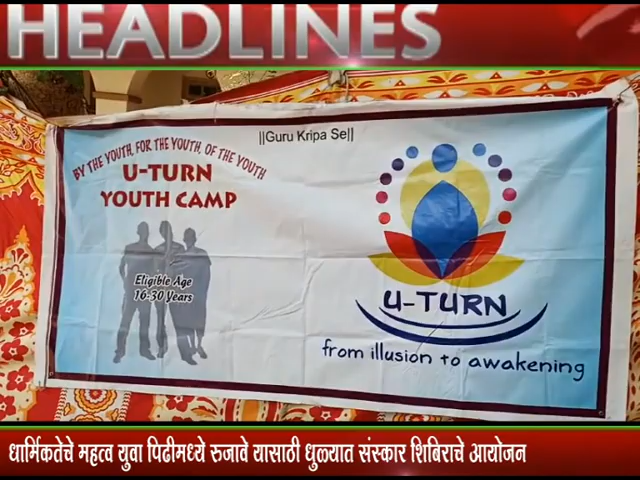 HEADLINES
||Guru Kripa Se||
BY THE YOUTH, FOR THE YOUTH, OF THE YOUTH
U-TURN
YOUTH CAMP
Eligible Age
16-30 Years
U-TURN
from illusion to awakening
धार्मिकतेचे महत्व युवा पिढीमध्ये रुजावे यासाठी धुळ्यात संस्कार शिबिराचे आयोजन